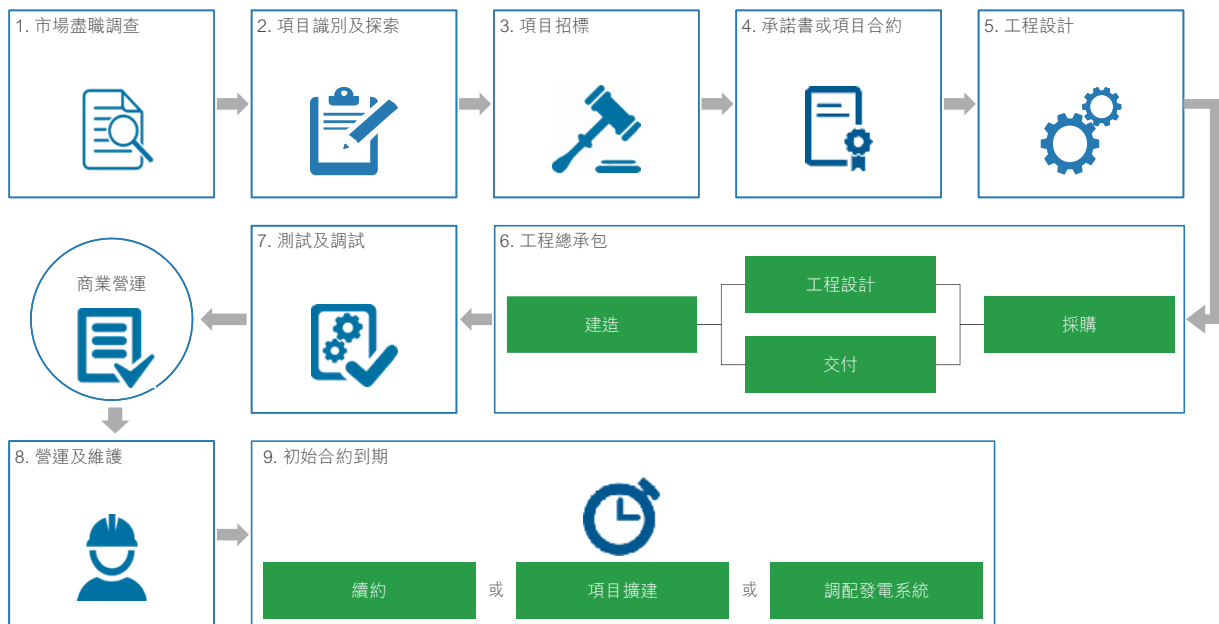 1. 市場盡職調查
2. 項目識別及探索
3. 項目招標
4. 承諾書或項目合約
5. 工程設計
6. 工程總承包
工程設計
建造
採購
交付
7. 測試及調試
商業營運
8. 營運及維護
9. 初始合約到期
續約
或
項目擴建
或
調配發電系統